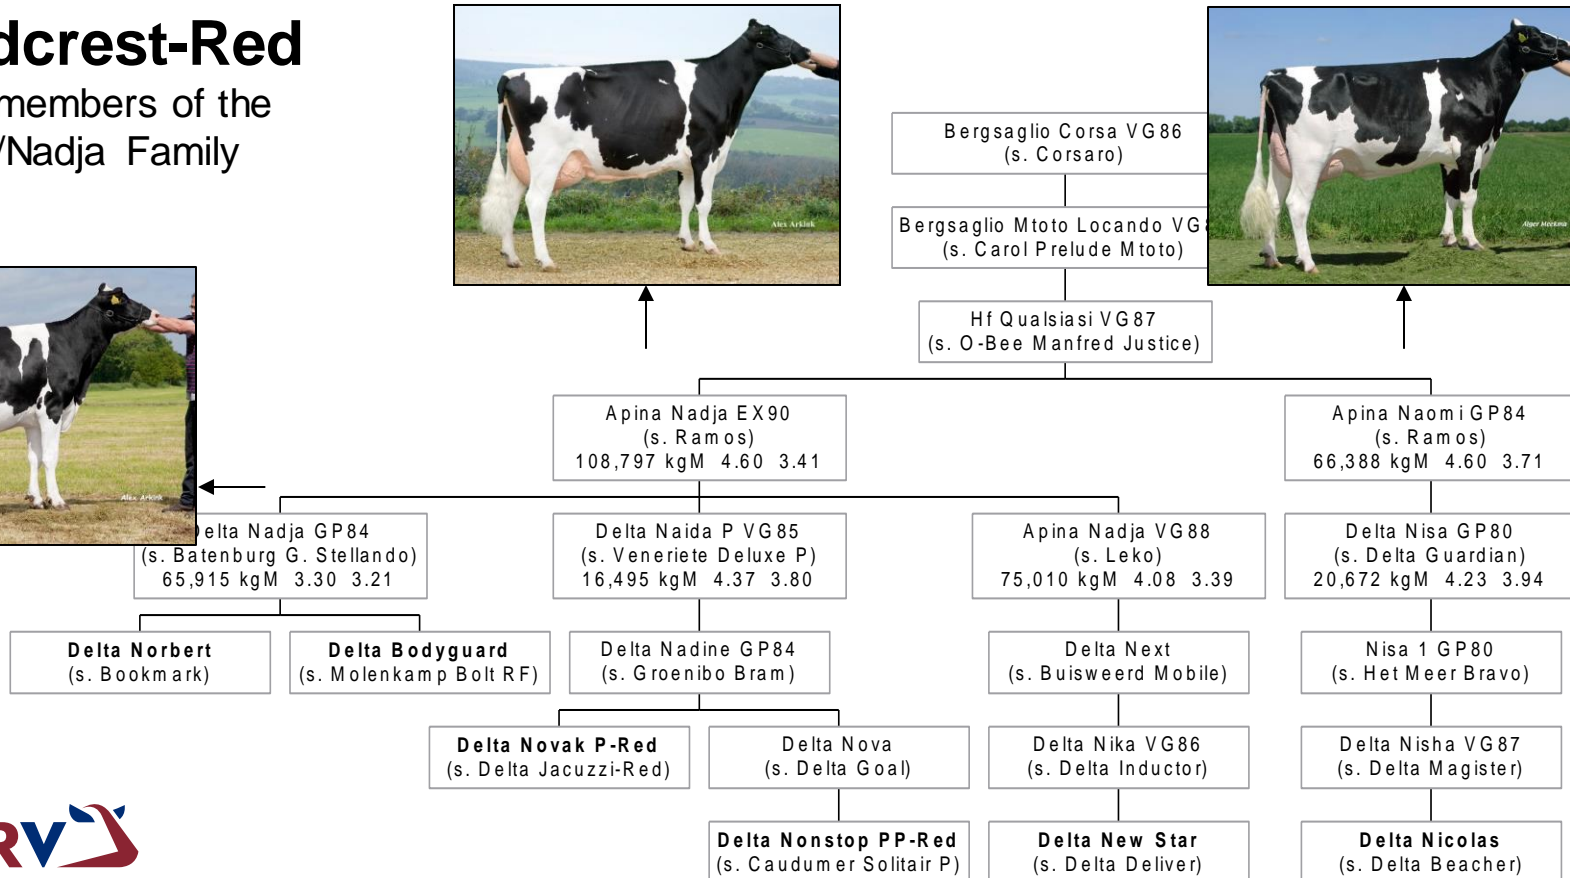 dcrest-Red
members of the
/Nadja Family
Alex Arkink
Alger Meekma
Alex Arkink
Bergsaglio Corsa VG86
(s. Corsaro)
Bergsaglio Mtoto Locando VG
(s. Carol Prelude Mtoto)
Hf Qualsiasi VG87
(s. O-Bee Manfred Justice)
Apina Nadja EX90
(s. Ramos)
108,797 kgM 4.60 3.41
Apina Naomi GP84
(s. Ramos)
66,388 kgM 4.60 3.71
Delta Nadja GP84
(s. Batenburg G. Stellando)
65,915 kgM 3.30 3.21
Delta Naida P VG85
(s. Veneriete Deluxe P)
16,495 kgM 4.37 3.80
Apina Nadja VG88
(s. Leko)
75,010 kgM 4.08 3.39
Delta Nisa GP80
(s. Delta Guardian)
20,672 kgM 4.23 3.94
Delta Norbert
(s. Bookmark)
Delta Bodyguard
(s. Molenkamp Bolt RF)
Delta Nadine GP84
(s. Groenibo Bram)
Delta Next
(s. Buisweerd Mobile)
Nisa 1 GP80
(s. Het Meer Bravo)
Delta Novak P-Red
(s. Delta Jacuzzi-Red)
Delta Nova
(s. Delta Goal)
Delta Nika VG86
(s. Delta Inductor)
Delta Nisha VG87
(s. Delta Magister)
Delta Nonstop PP-Red
(s. Caudumer Solitair P)
Delta New Star
(s. Delta Deliver)
Delta Nicolas
(s. Delta Beacher)
RV